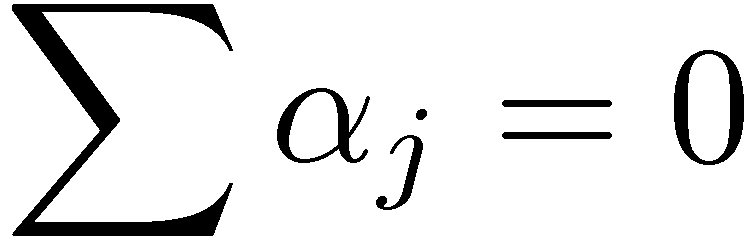 ∑ α_j = 0